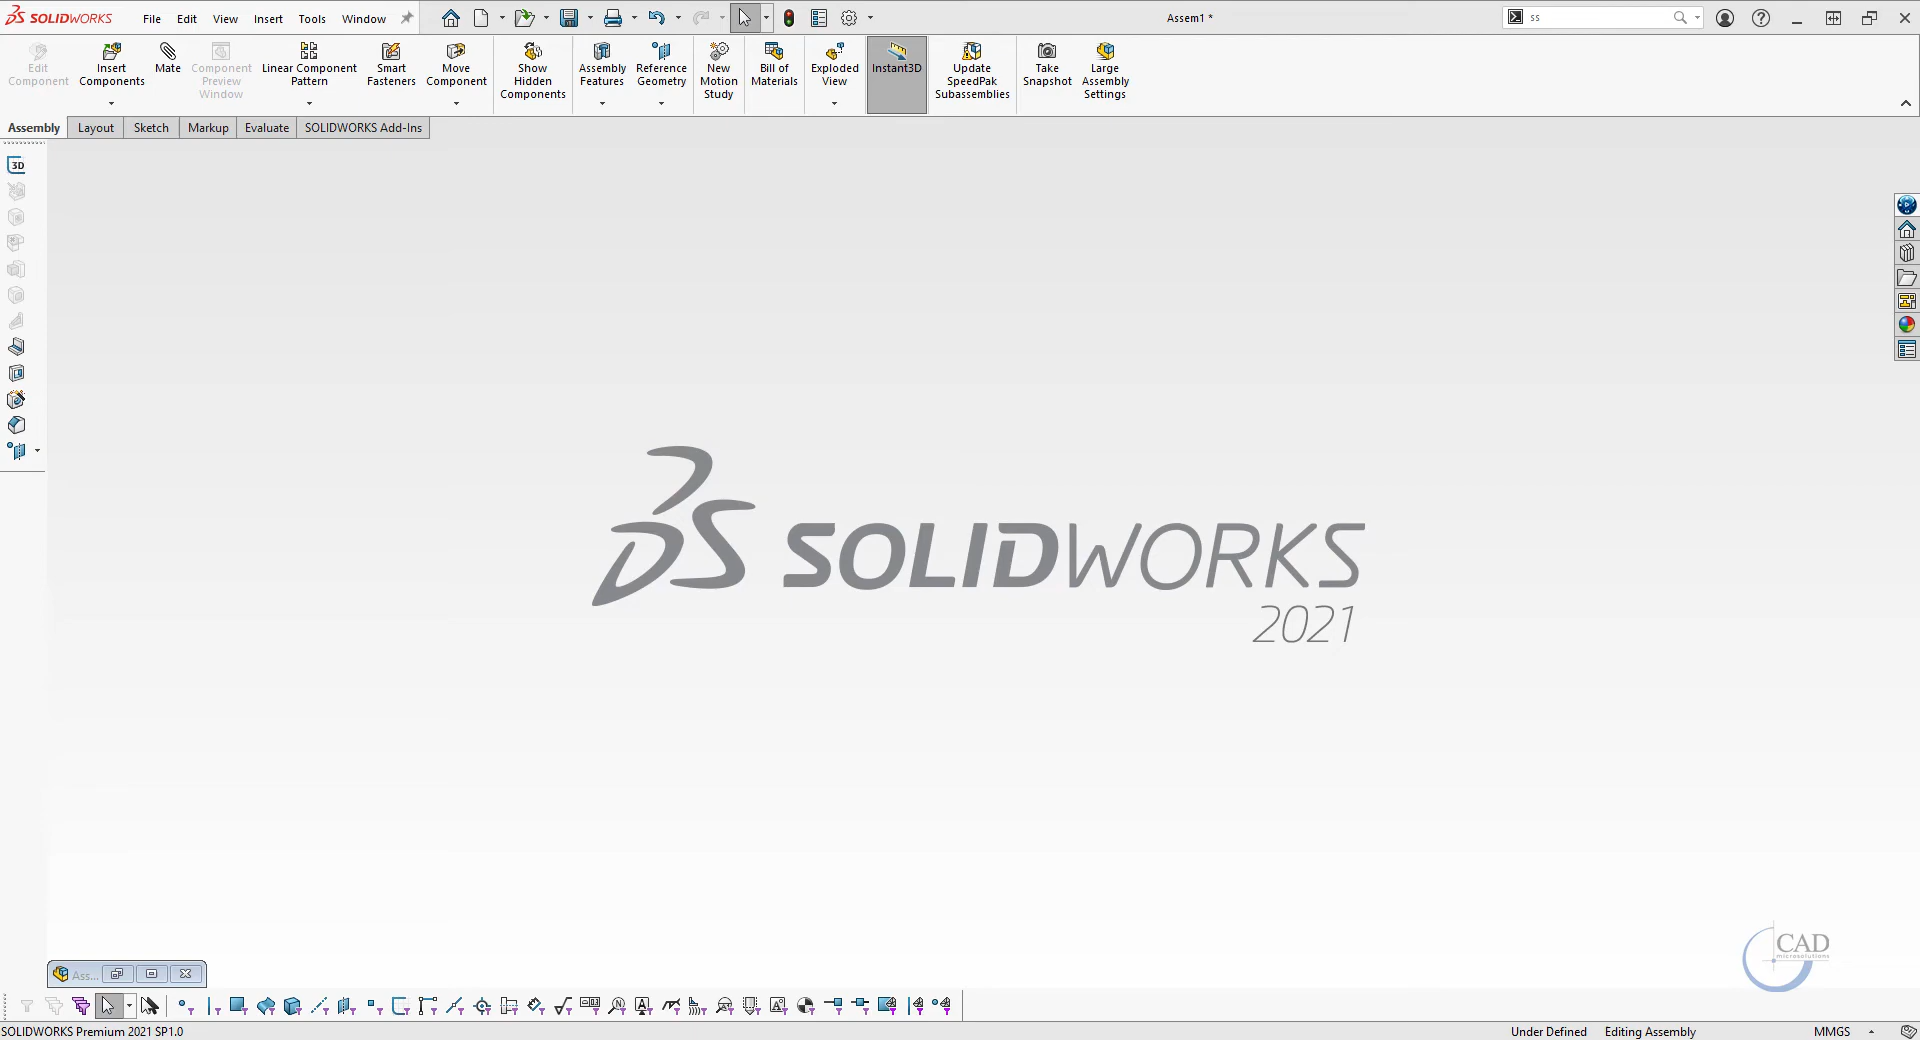 SOLIDWORKS
File Edit View Insert Tools Window
Assem1 *
ss
Edit Component
Insert Components
Mate
Component Preview Window
Linear Component Pattern
Smart Fasteners
Move Component
Show Hidden Components
Assembly Features
Reference Geometry
New Motion Study
Bill of Materials
Exploded View
Instant3D
Update SpeedPak Subassemblies
Take Snapshot
Large Assembly Settings
Assembly Layout Sketch Markup Evaluate SOLIDWORKS Add-Ins
3D
SOLIDWORKS
2021
CAD
microsolutions
Ass...
SOLIDWORKS Premium 2021 SP1.0
Under Defined Editing Assembly MMGS